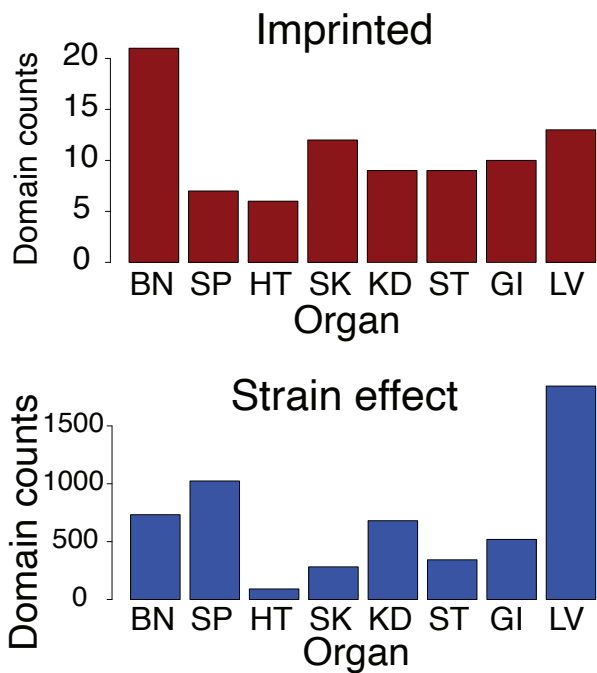 Imprinted
Domain counts
20
15
10
5
0
BN SP HT SK KD ST GI LV
Organ
Strain effect
Domain counts
1500
1000
500
0
BN SP HT SK KD ST GI LV
Organ